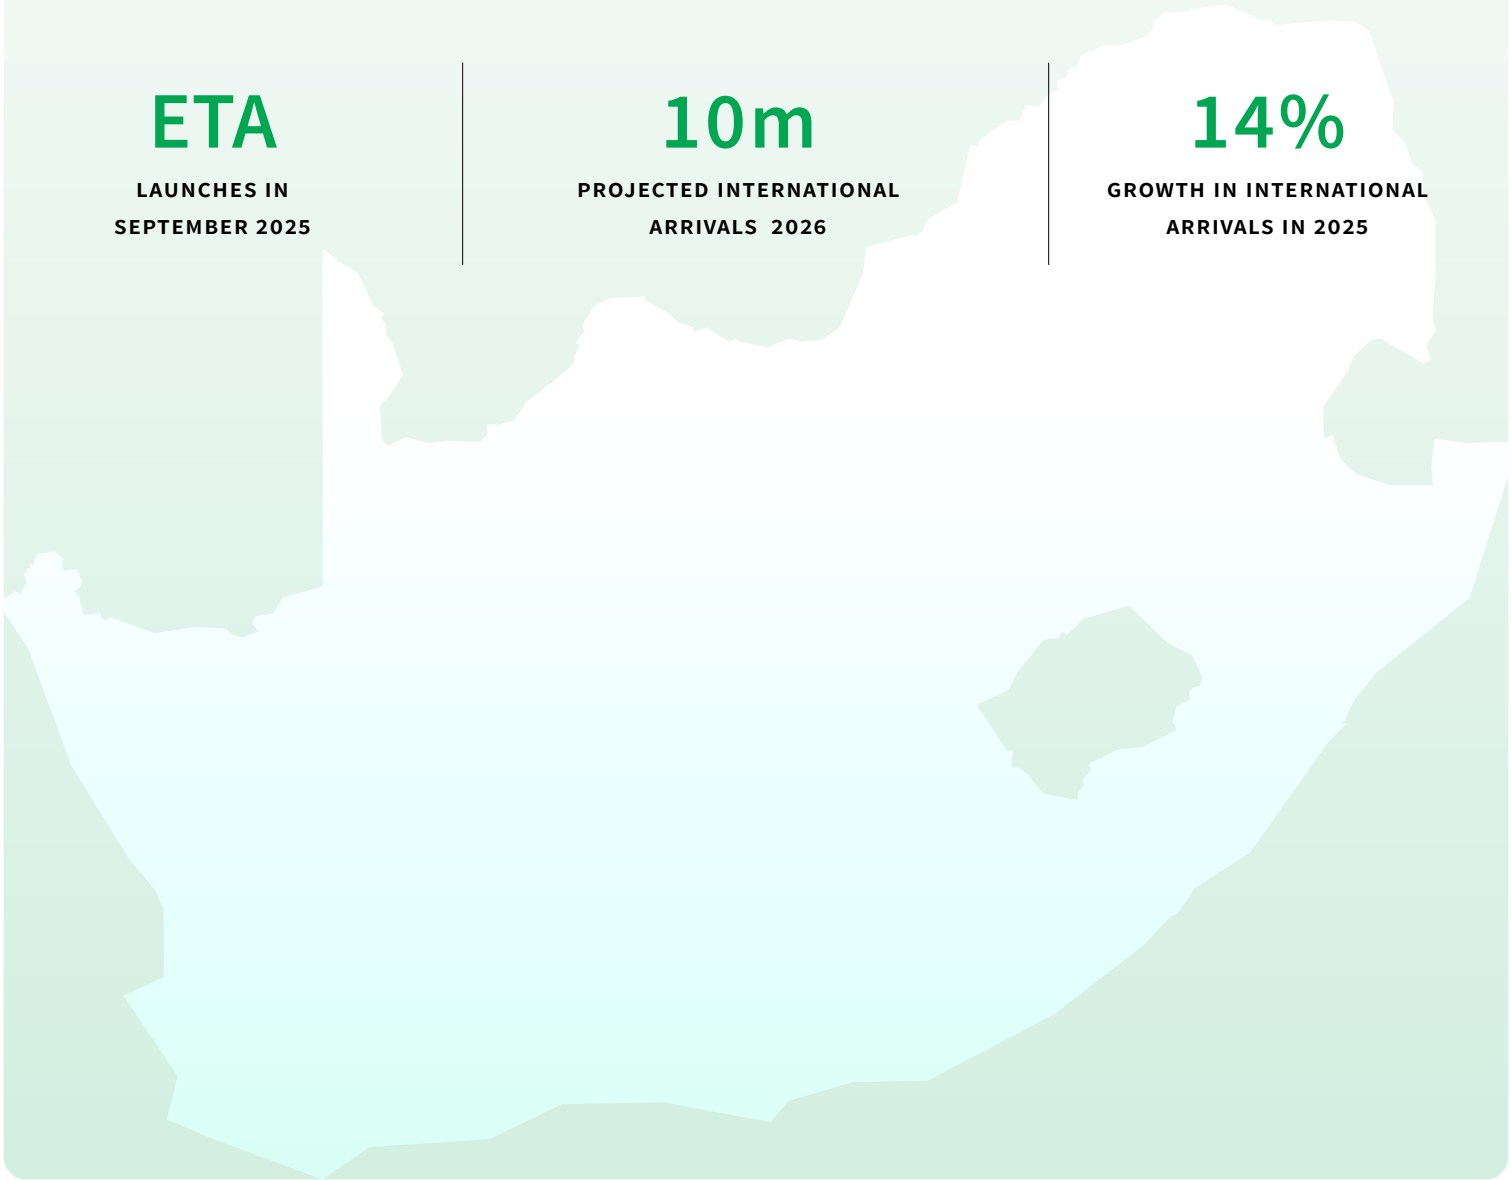 ETA
LAUNCHES IN
SEPTEMBER 2025
10m
PROJECTED INTERNATIONAL
ARRIVALS 2026
14%
GROWTH IN INTERNATIONAL
ARRIVALS IN 2025